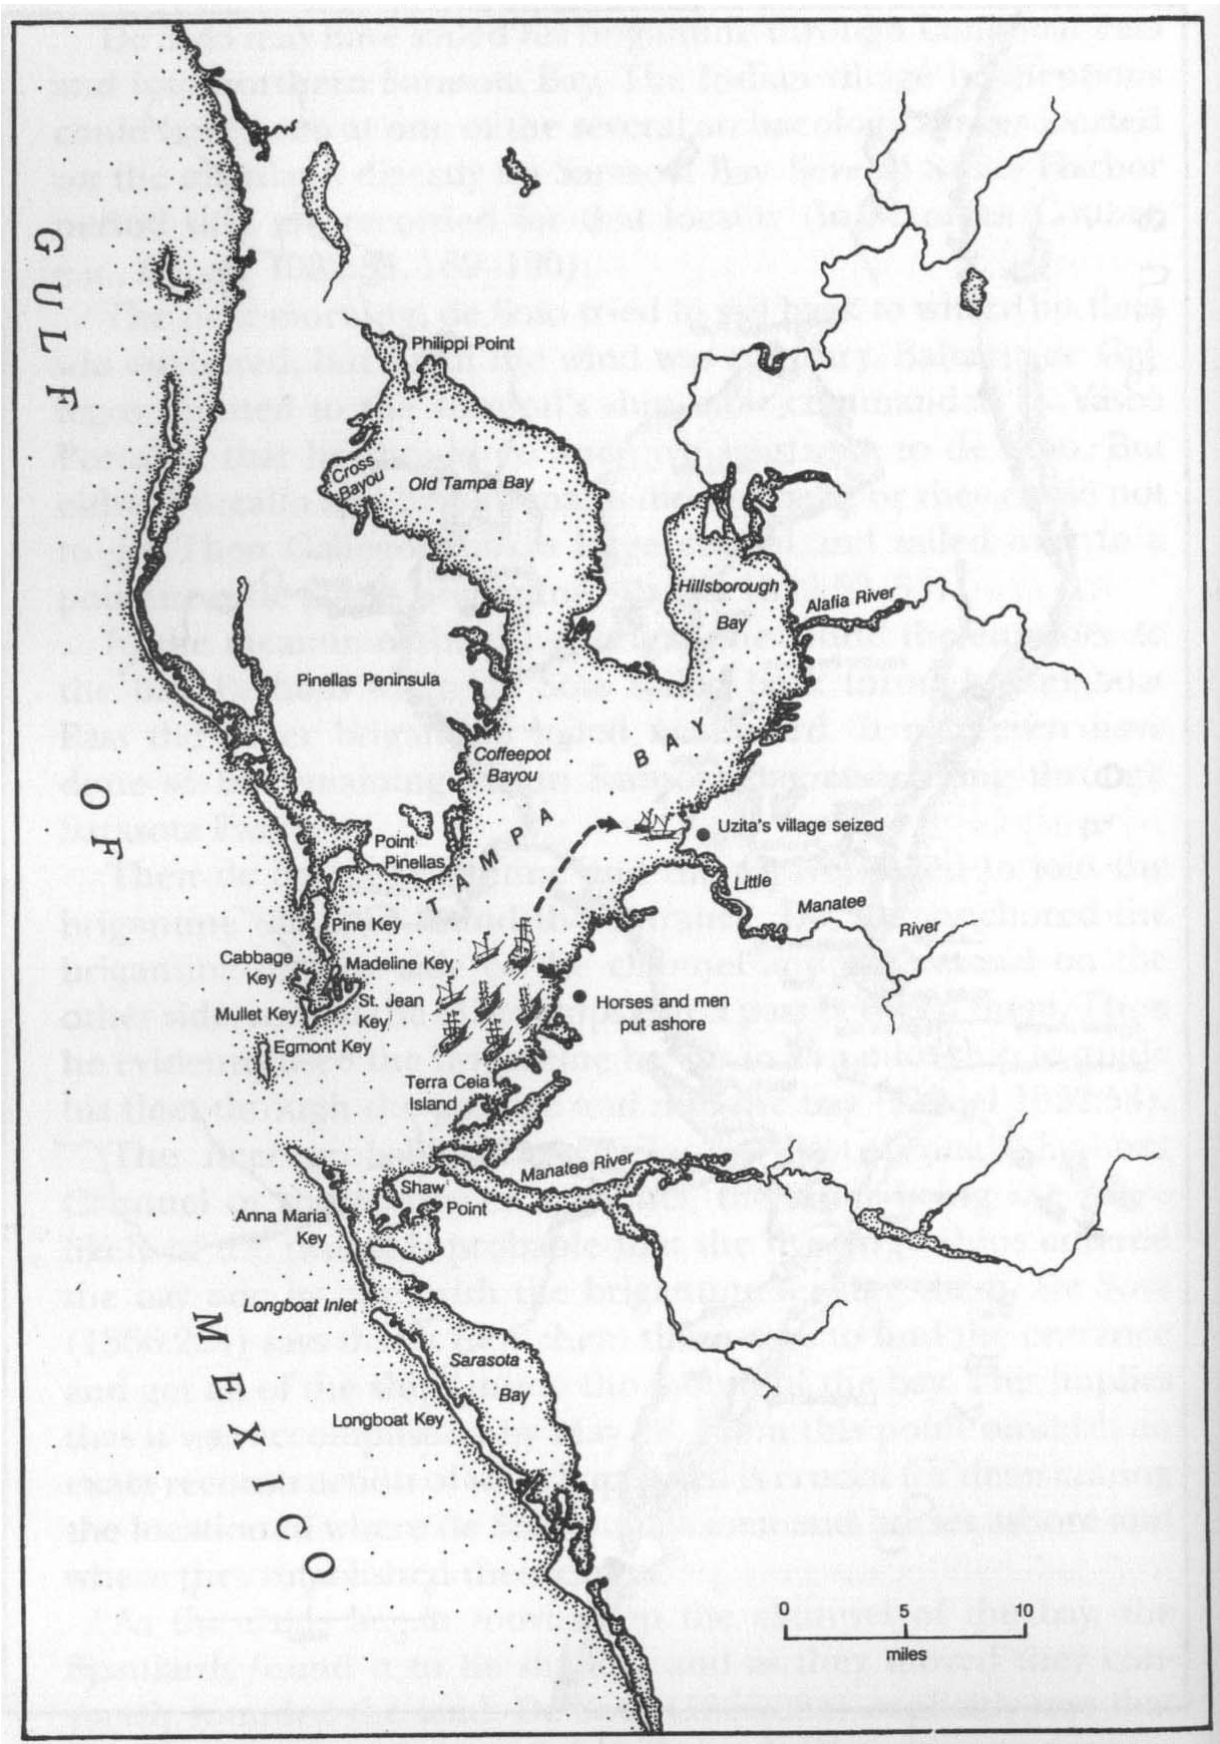 GULF
OF
MEXICO
Philippi Point
Cross
Bayou
Old Tampa Bay
Hillsborough
Bay
Alafia River
Pinellas Peninsula
Coffeepot
Bayou
TAMPA BAY
Uzita's village seized
Point
Pinellas
Little
Manatee
River
Pine Key
Cabbage
Key
Madeline Key
Mullet Key
St. Jean
Key
Horses and men
put ashore
Egmont Key
Terra Ceia
Island
Manatee River
Shaw
Point
Anna Maria
Key
Longboat Inlet
Sarasota
Bay
Longboat Key
0 5 10
miles